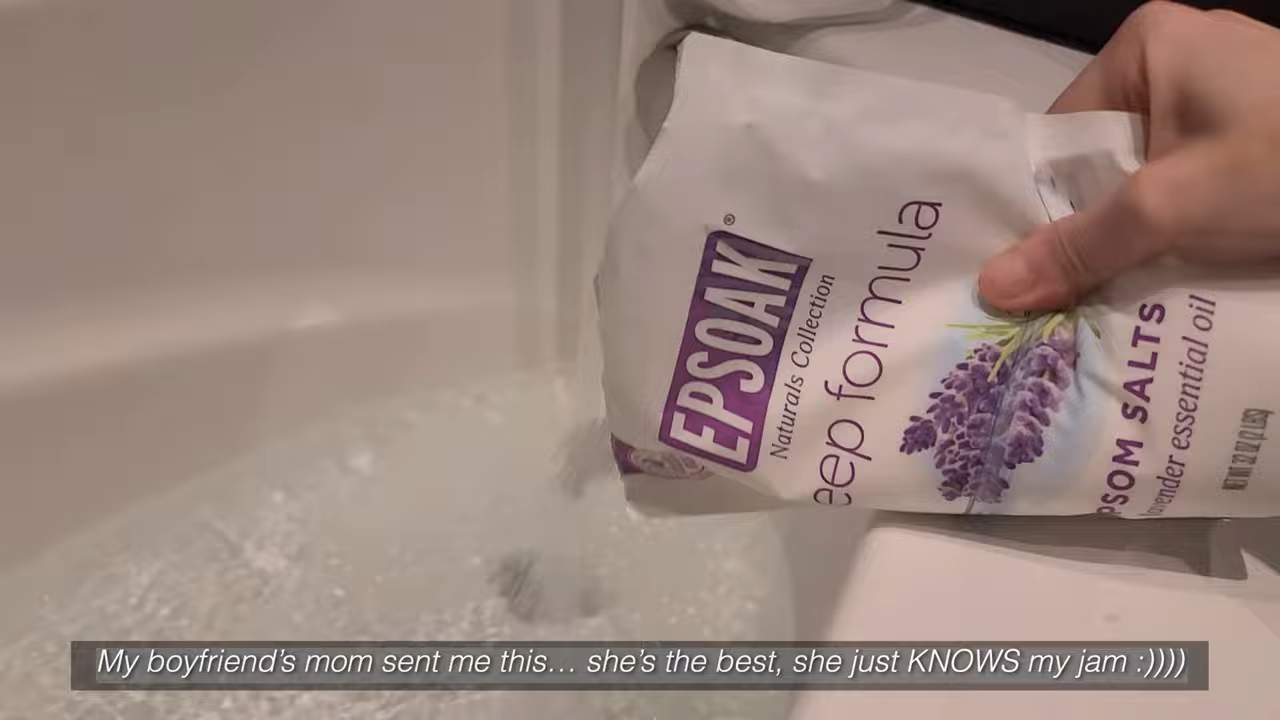 EPSOAK®
Naturals Collection
eep formula
PSOM SALTS
avender essential oil
My boyfriend's mom sent me this... she's the best, she just KNOWS my jam :))))